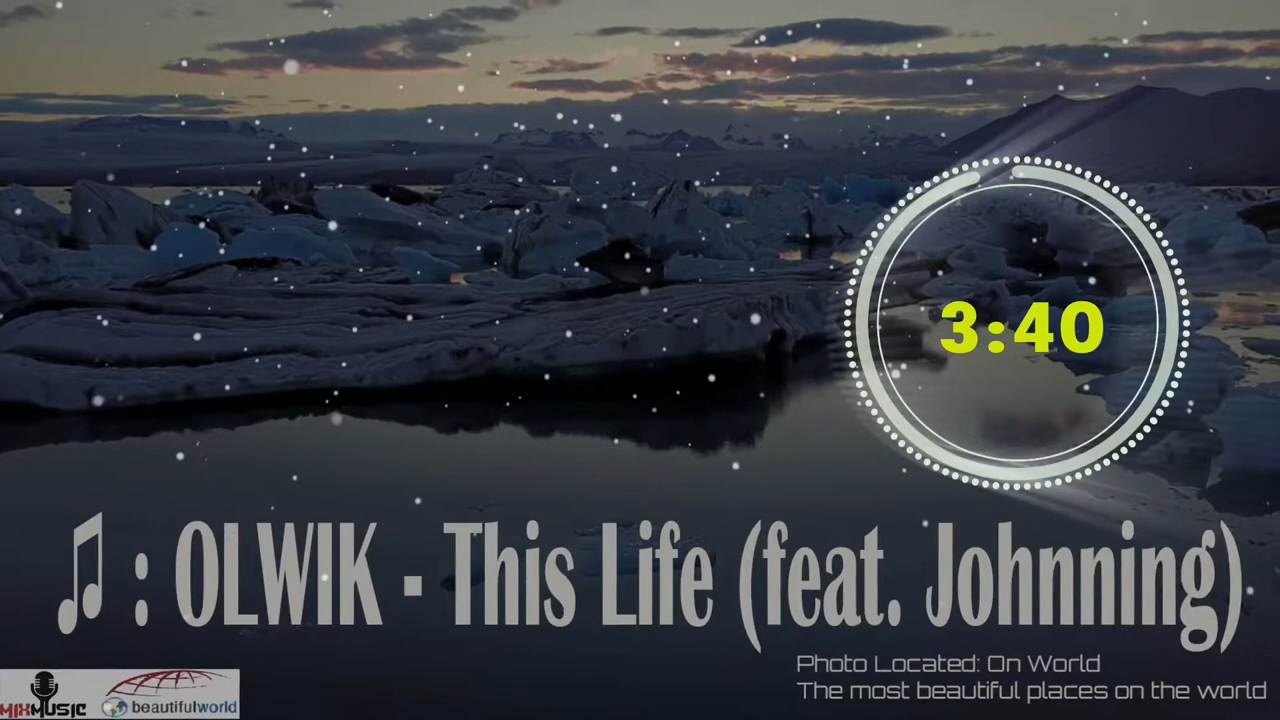 3:40
♫ : OLWIK - This Life (feat. Johnning)
Photo Located: On World
The most beautiful places on the world
MIXMUSIC
beautifulworld